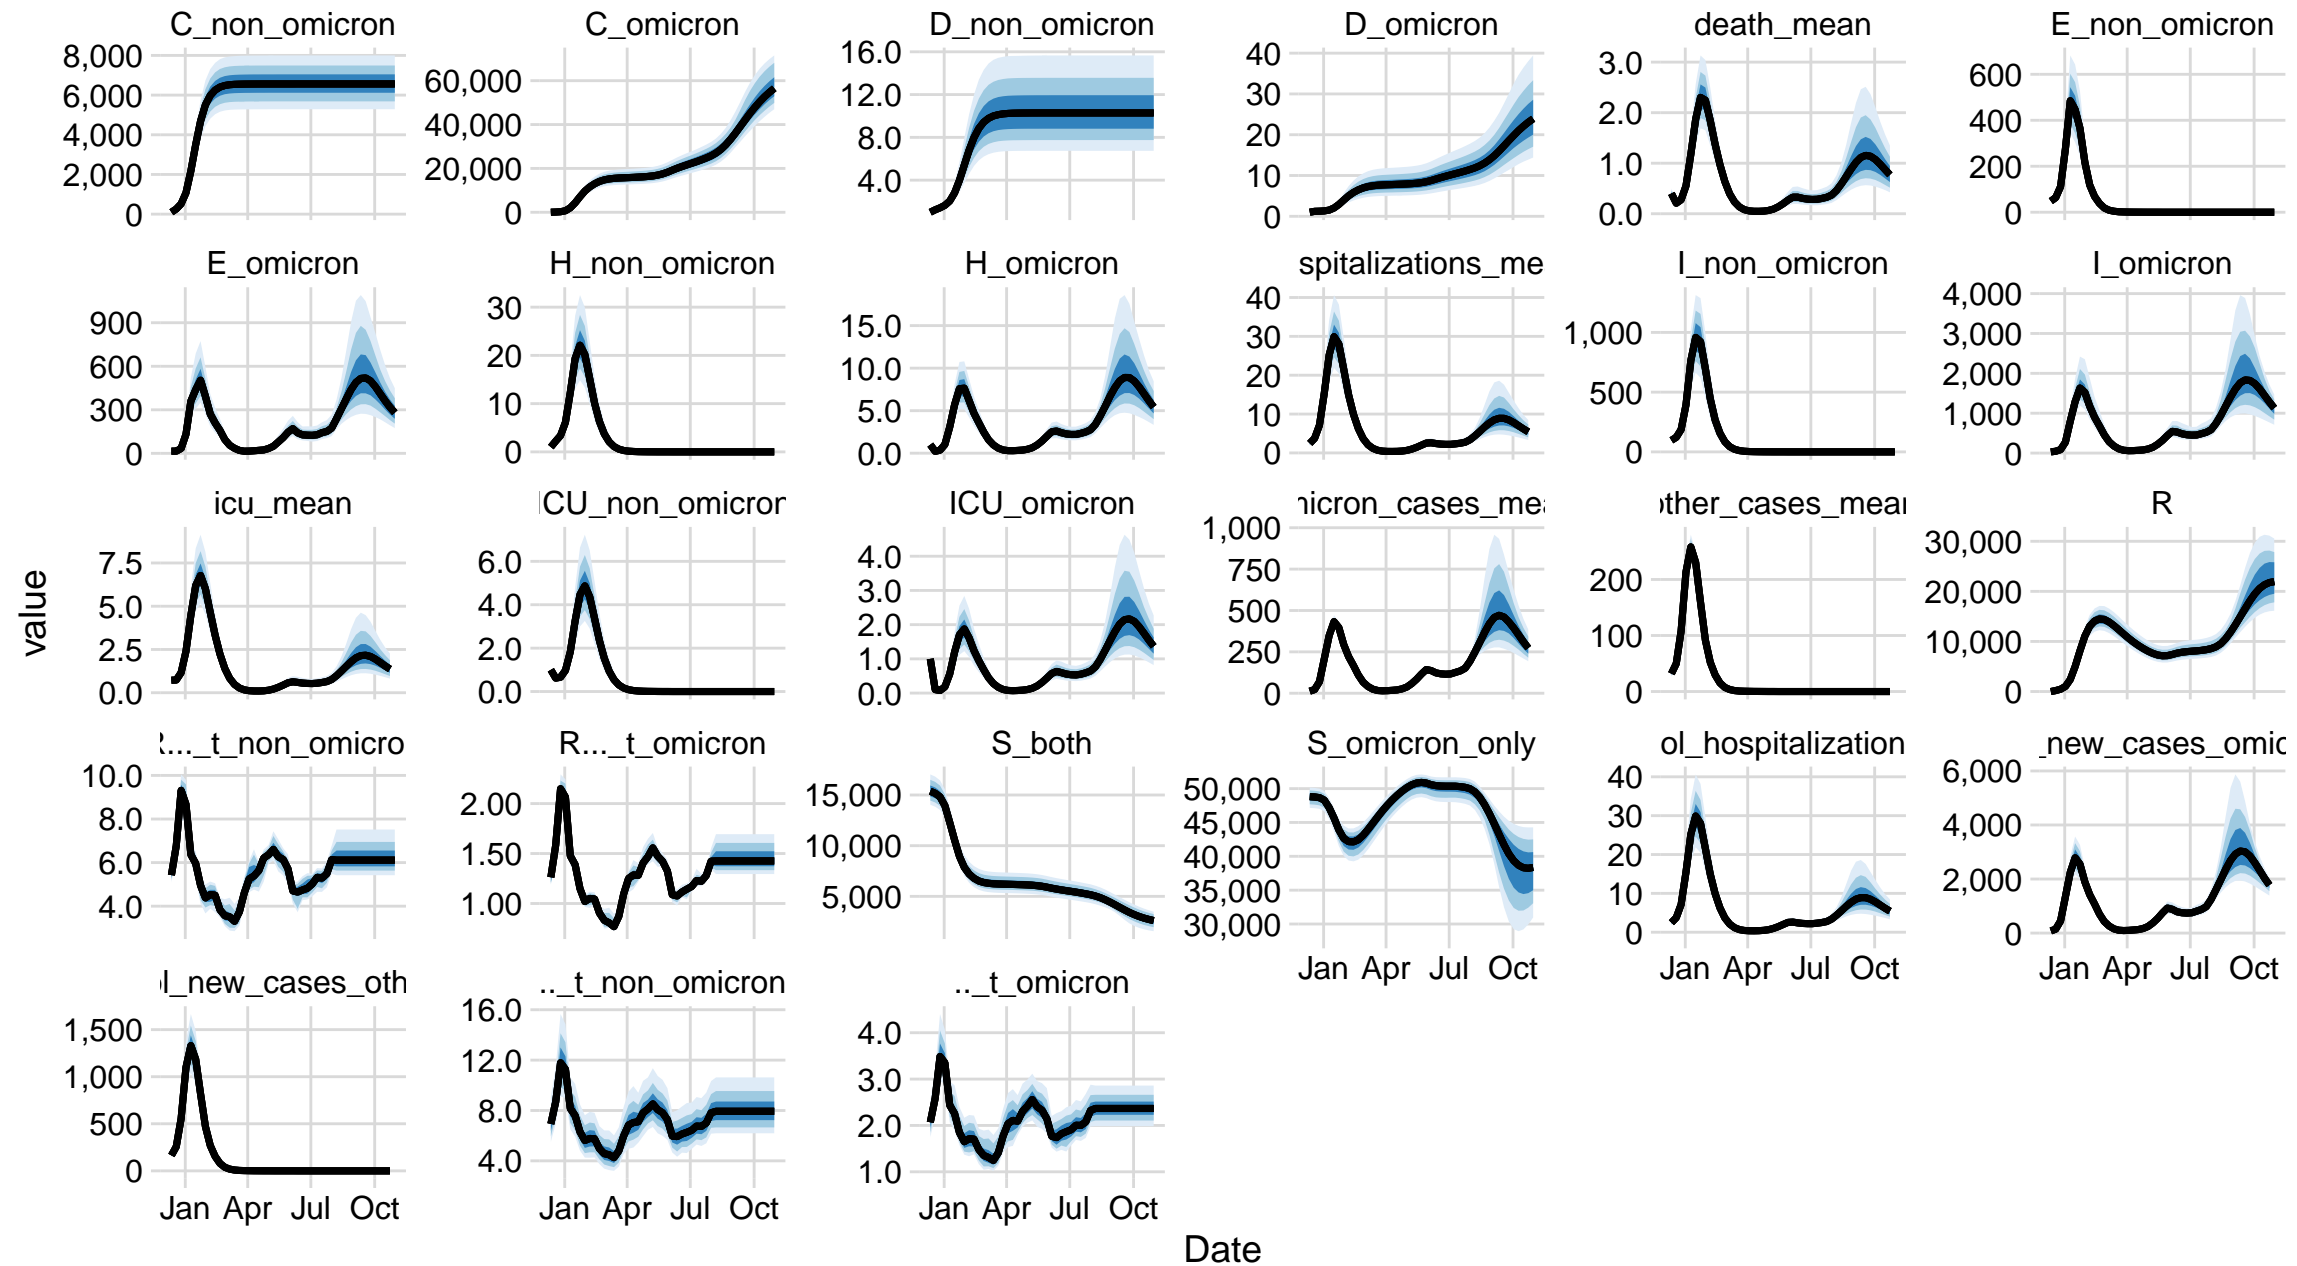 C_non_omicron C_omicron D_non_omicron D_omicron death_mean E_non_omicron
8,000 6,000 4,000 2,000 0
60,000 40,000 20,000 0
16.0 12.0 8.0 4.0
40 30 20 10 0
3.0 2.0 1.0 0.0
600 400 200 0
E_omicron H_non_omicron H_omicron spitalizations_me I_non_omicron I_omicron
900 600 300 0
30 20 10 0
15.0 10.0 5.0 0.0
40 30 20 10 0
1,000 500 0
4,000 3,000 2,000 1,000 0
icu_mean ICU_non_omicron ICU_omicron micron_cases_mea other_cases_mean R
7.5 5.0 2.5 0.0
6.0 4.0 2.0 0.0
4.0 3.0 2.0 1.0 0.0
1,000 750 500 250 0
200 100 0
30,000 20,000 10,000 0
value
R..._t_non_omicro R..._t_omicron S_both S_omicron_only ol_hospitalization _new_cases_omic
10.0 8.0 6.0 4.0
2.00 1.50 1.00
15,000 10,000 5,000
50,000 45,000 40,000 35,000 30,000
40 30 20 10 0
6,000 4,000 2,000 0
Jan Apr Jul Oct
Jan Apr Jul Oct
Jan Apr Jul Oct
l_new_cases_oth .._t_non_omicron .._t_omicron
1,500 1,000 500 0
16.0 12.0 8.0 4.0
4.0 3.0 2.0 1.0
Jan Apr Jul Oct
Jan Apr Jul Oct
Jan Apr Jul Oct
Date